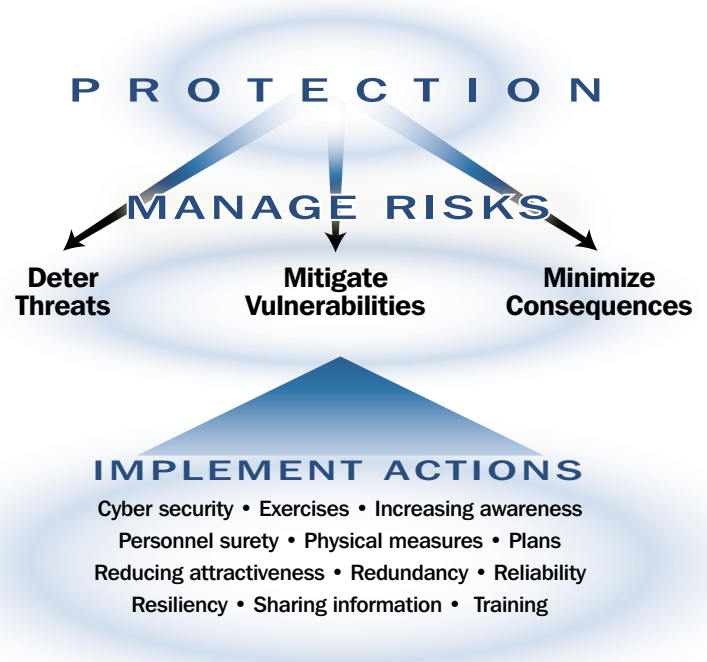 PROTECTION
MANAGE RISKS
Deter
Threats
Mitigate
Vulnerabilities
Minimize
Consequences
IMPLEMENT ACTIONS
Cyber security • Exercises • Increasing awareness
Personnel surety • Physical measures • Plans
Reducing attractiveness • Redundancy • Reliability
Resiliency • Sharing information • Training